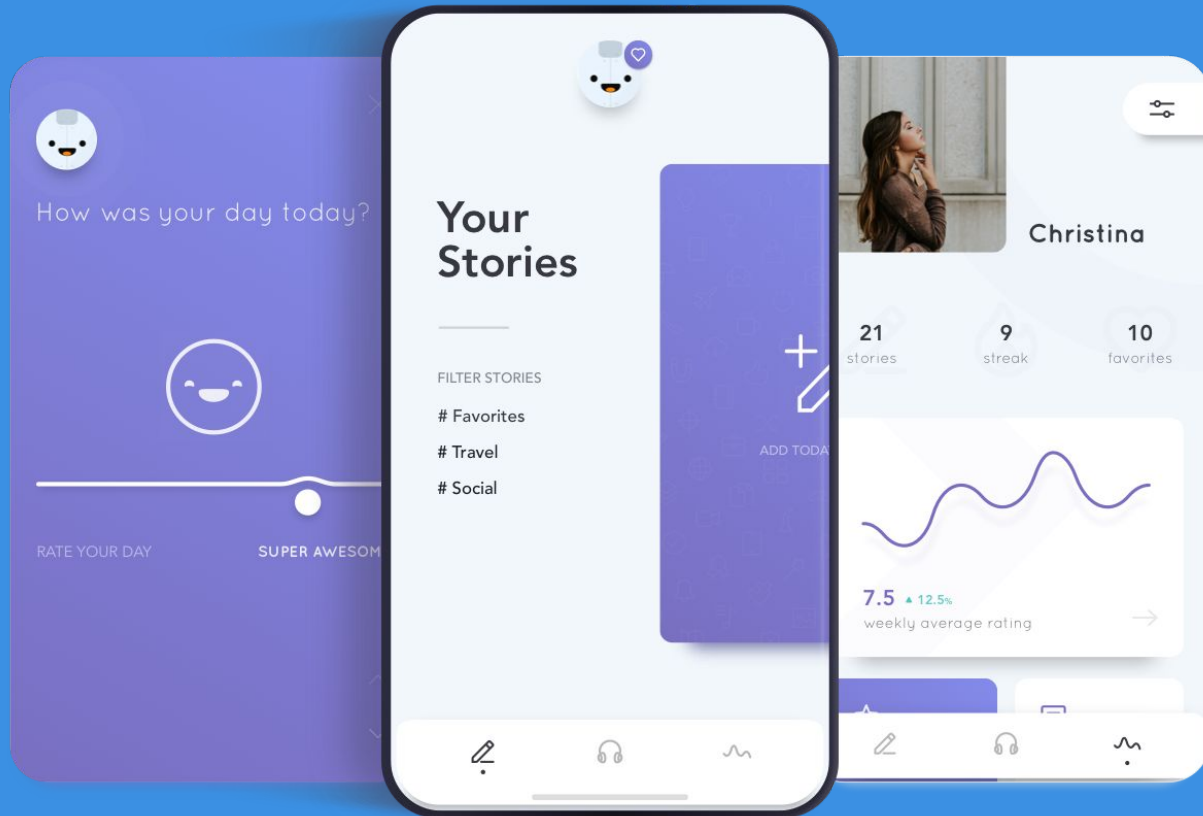 How was your day today?
RATE YOUR DAY
SUPER AWESOM
Your
Stories
FILTER STORIES
# Favorites
# Travel
# Social
ADD TODA
Christina
21
stories
9
streak
10
favorites
7.5 ▲ 12.5%
weekly average rating